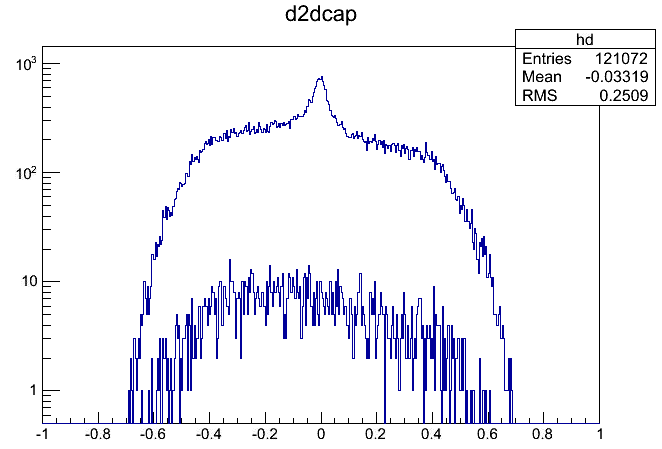 d2dcap
hd
Entries 121072
Mean -0.03319
RMS 0.2509
10³
10²
10
1
-1 -0.8 -0.6 -0.4 -0.2 0 0.2 0.4 0.6 0.8 1